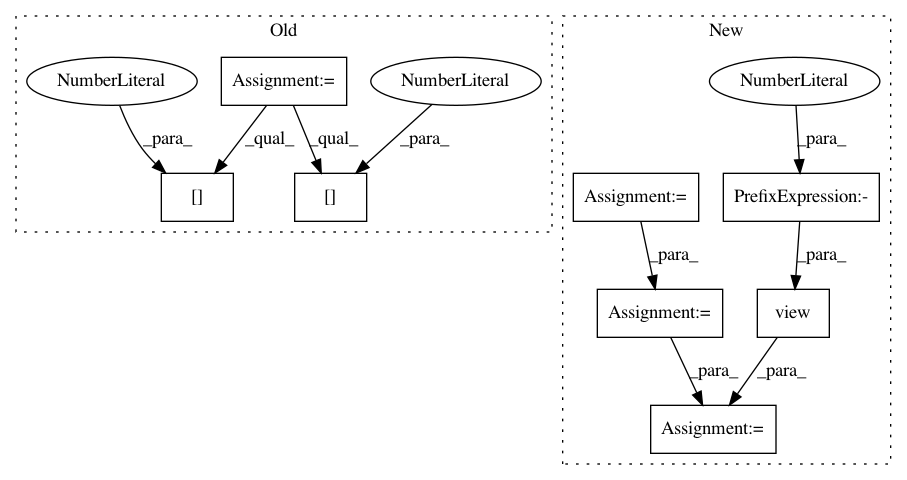 Old
New
NumberLiteral
Assignment:=
NumberLiteral
NumberLiteral
_para_
_qual_
_qual_
_para_
_para_
[]
[]
Assignment:=
PrefixExpression:-
_para_
_para_
Assignment:=
view
_para_
_para_
Assignment:=